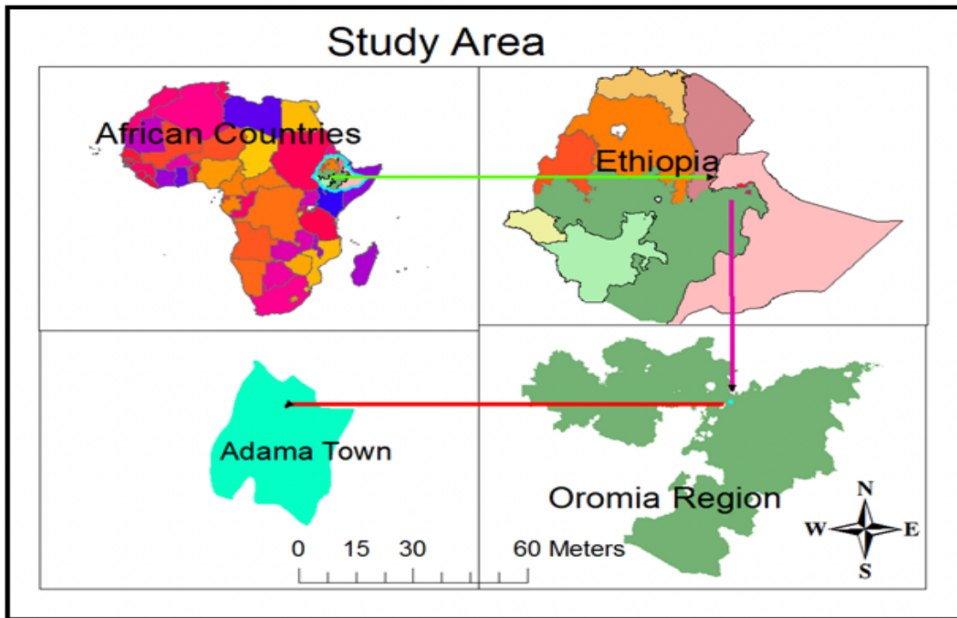 Study Area
African Countries
Ethiopia
Adama Town
Oromia Region
0 15 30 60 Meters
N
W E
S